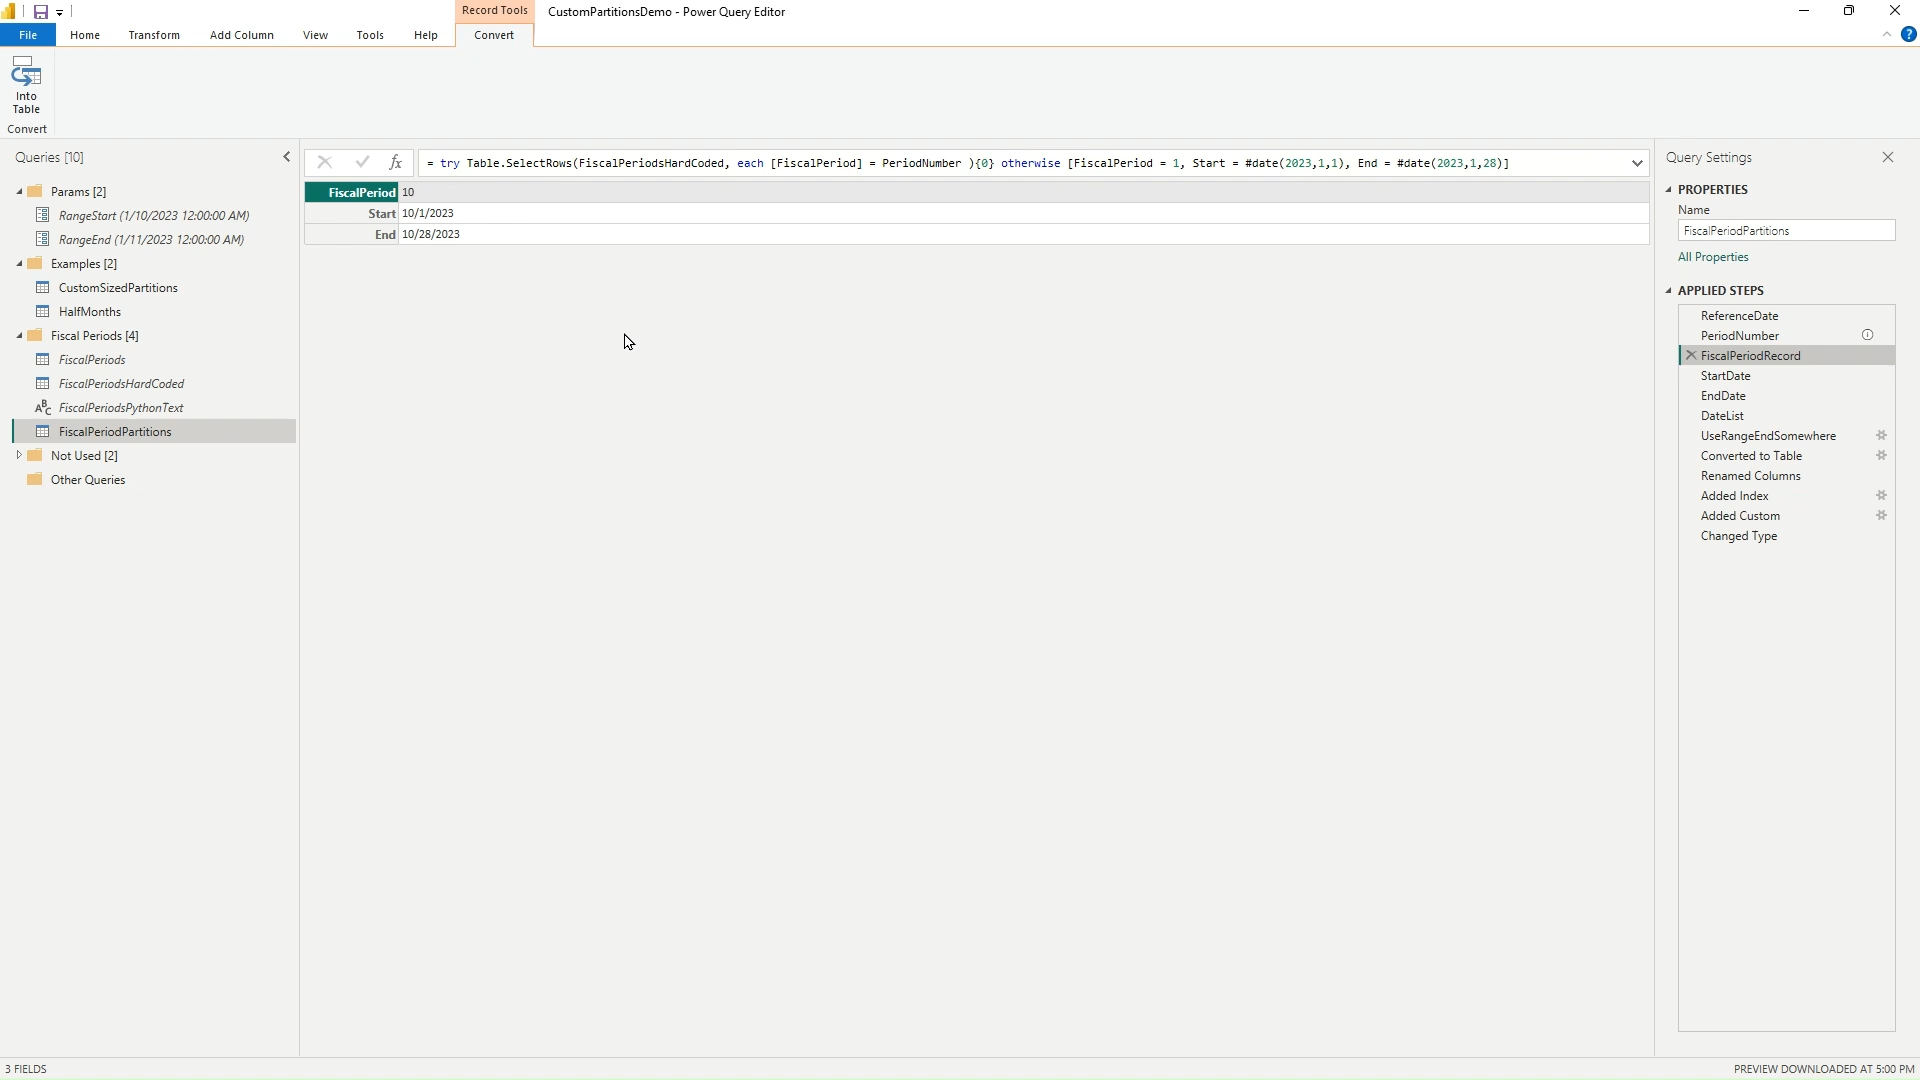 Record Tools
CustomPartitionsDemo - Power Query Editor
File
Home
Transform
Add Column
View
Tools
Help
Convert
?
Into
Table
Convert
Queries [10]
Params [2]
RangeStart (1/10/2023 12:00:00 AM)
RangeEnd (1/11/2023 12:00:00 AM)
Examples [2]
CustomSizedPartitions
HalfMonths
Fiscal Periods [4]
FiscalPeriods
FiscalPeriodsHardCoded
ABC FiscalPeriodsPythonText
FiscalPeriodPartitions
Not Used [2]
Other Queries
fx
= try Table.SelectRows(FiscalPeriodsHardCoded, each [FiscalPeriod] = PeriodNumber ){0} otherwise [FiscalPeriod = 1, Start = #date(2023,1,1), End = #date(2023,1,28)]
FiscalPeriod 10
Start 10/1/2023
End 10/28/2023
Query Settings
PROPERTIES
Name
FiscalPeriodPartitions
All Properties
APPLIED STEPS
ReferenceDate
PeriodNumber
FiscalPeriodRecord
StartDate
EndDate
DateList
UseRangeEndSomewhere
Converted to Table
Renamed Columns
Added Index
Added Custom
Changed Type
3 FIELDS
PREVIEW DOWNLOADED AT 5:00 PM